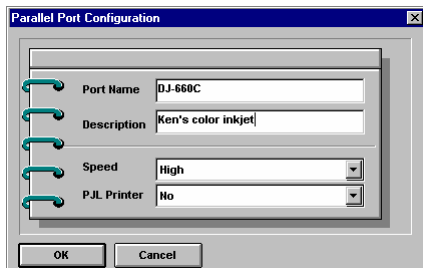 Parallel Port Configuration
Port Name DJ-660C
Description Ken's color inkjet
Speed High
PJL Printer No
OK Cancel